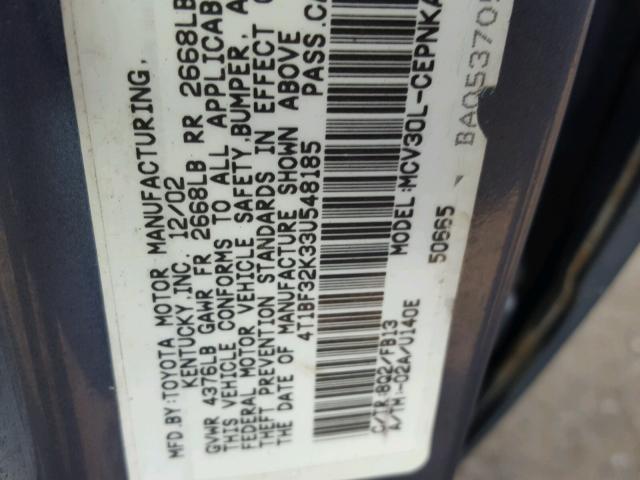 MFD.BY:TOYOTA MOTOR MANUFACTURING,
KENTUCKY,INC. 12/02
GVWR 4376LB GAWR FR 2668LB RR 2668LB
THIS VEHICLE CONFORMS TO ALL APPLICAB
FEDERAL MOTOR VEHICLE SAFETY,BUMPER, A
THEFT PREVENTION STANDARDS IN EFFECT
THE DATE OF MANUFACTURE SHOWN ABOVE
4T1BF32K33U548185 PASS.CA
C/TR:8Q2/FB13 MODEL:MCV30L-CEPNKA
A/TM:-02A/U140E
50665
BA053705